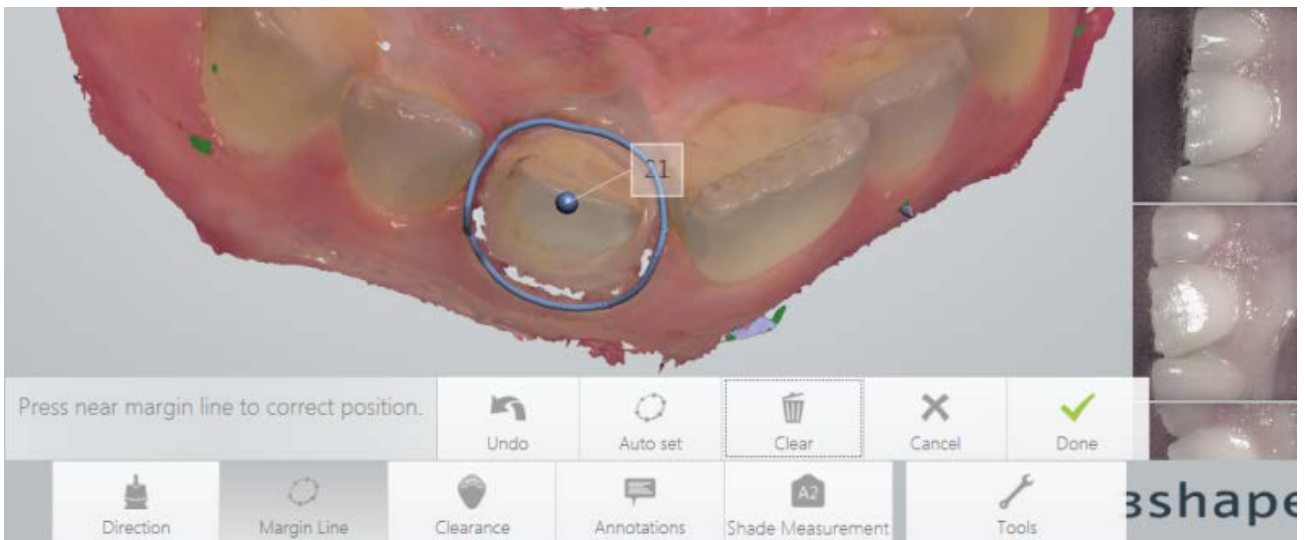 21
Press near margin line to correct position.
Undo
Auto set
Clear
Cancel
Done
Direction
Margin Line
Clearance
Annotations
A2
Shade Measurement
Tools
3shape